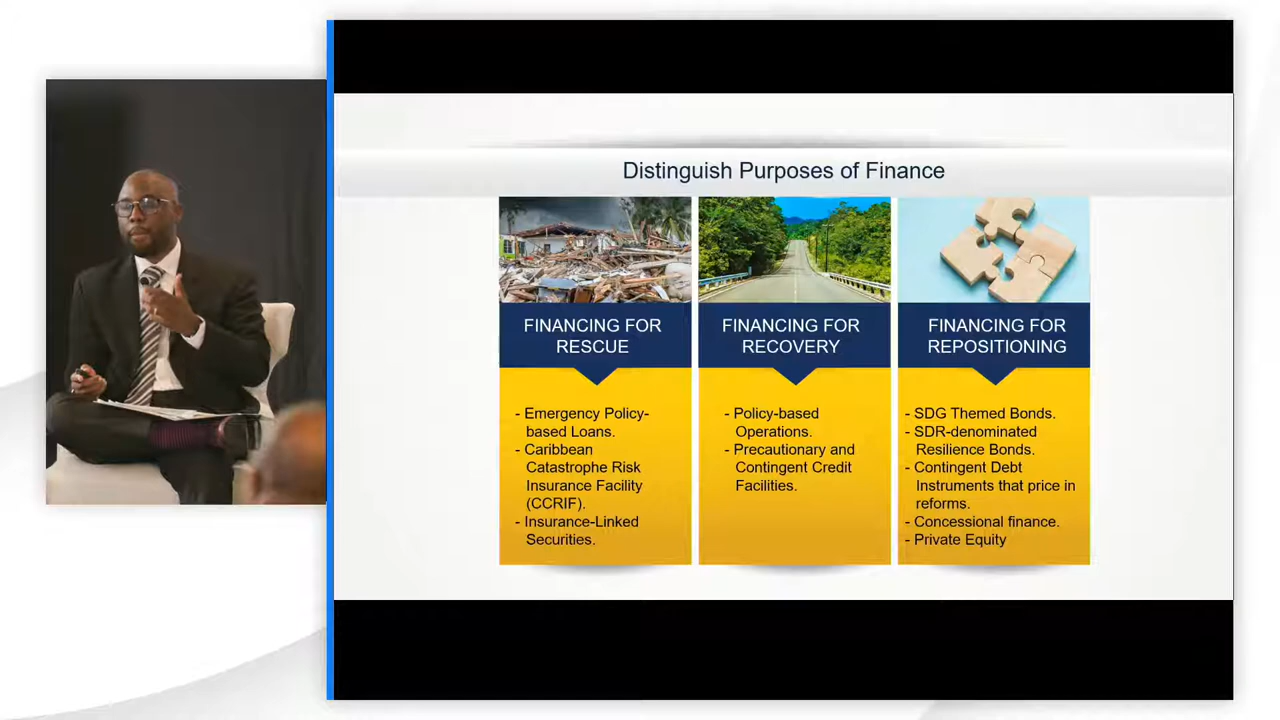 Distinguish Purposes of Finance
FINANCING FOR
RESCUE
- Emergency Policy-
based Loans.
- Caribbean
Catastrophe Risk
Insurance Facility
(CCRIF).
- Insurance-Linked
Securities.
FINANCING FOR
RECOVERY
- Policy-based
Operations.
- Precautionary and
Contingent Credit
Facilities.
FINANCING FOR
REPOSITIONING
- SDG Themed Bonds.
- SDR-denominated
Resilience Bonds.
- Contingent Debt
Instruments that price in
reforms.
- Concessional finance.
- Private Equity